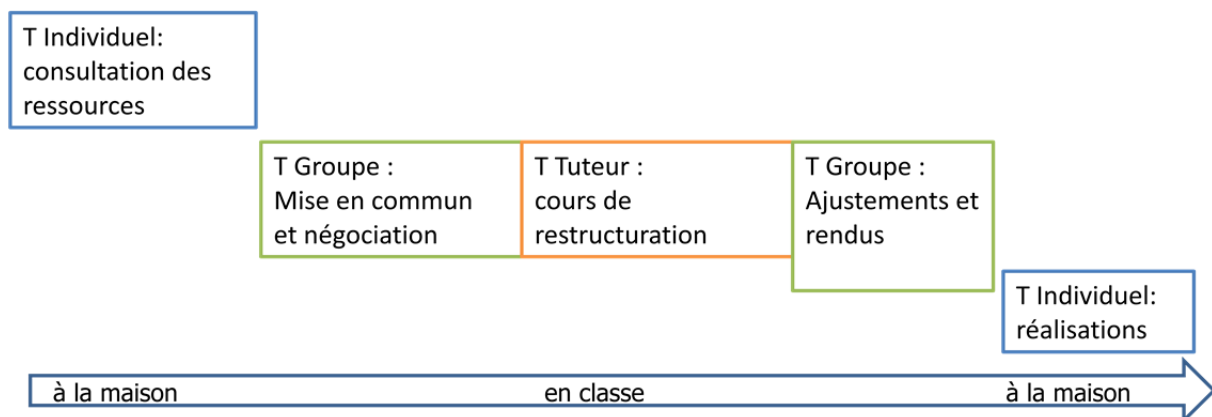 T Individuel:
consultation des
ressources
T Groupe :
Mise en commun
et négociation
T Tuteur :
cours de
restructuration
T Groupe :
Ajustements et
rendus
T Individuel:
réalisations
à la maison
en classe
à la maison